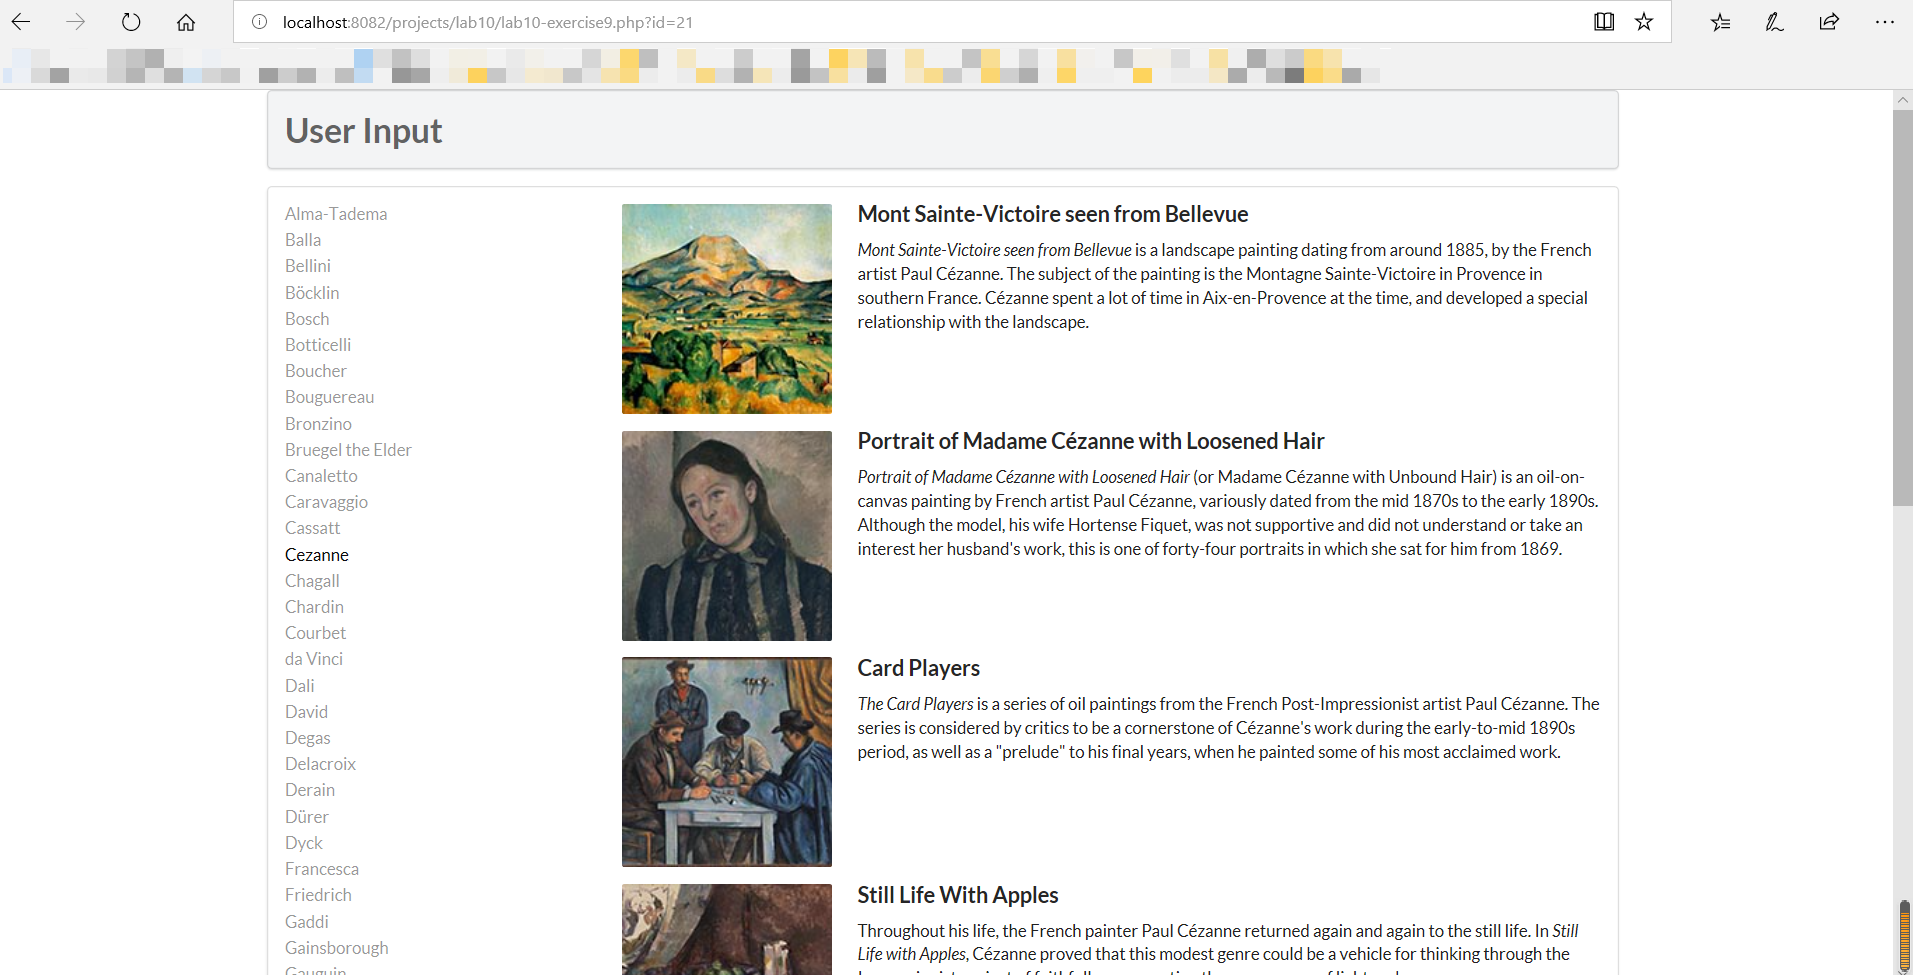 localhost:8082/projects/lab10/lab10-exercise9.php?id=21
User Input
Alma-Tadema
Balla
Bellini
Böcklin
Bosch
Botticelli
Boucher
Bouguereau
Bronzino
Bruegel the Elder
Canaletto
Caravaggio
Cassatt
Cezanne
Chagall
Chardin
Courbet
da Vinci
Dali
David
Degas
Delacroix
Derain
Dürer
Dyck
Francesca
Friedrich
Gaddi
Gainsborough
Gauguin
Mont Sainte-Victoire seen from Bellevue
Mont Sainte-Victoire seen from Bellevue is a landscape painting dating from around 1885, by the French
artist Paul Cézanne. The subject of the painting is the Montagne Sainte-Victoire in Provence in
southern France. Cézanne spent a lot of time in Aix-en-Provence at the time, and developed a special
relationship with the landscape.
Portrait of Madame Cézanne with Loosened Hair
Portrait of Madame Cézanne with Loosened Hair (or Madame Cézanne with Unbound Hair) is an oil-on-
canvas painting by French artist Paul Cézanne, variously dated from the mid 1870s to the early 1890s.
Although the model, his wife Hortense Fiquet, was not supportive and did not understand or take an
interest her husband's work, this is one of forty-four portraits in which she sat for him from 1869.
Card Players
The Card Players is a series of oil paintings from the French Post-Impressionist artist Paul Cézanne. The
series is considered by critics to be a cornerstone of Cézanne's work during the early-to-mid 1890s
period, as well as a "prelude" to his final years, when he painted some of his most acclaimed work.
Still Life With Apples
Throughout his life, the French painter Paul Cézanne returned again and again to the still life. In Still
Life with Apples, Cézanne proved that this modest genre could be a vehicle for thinking through the